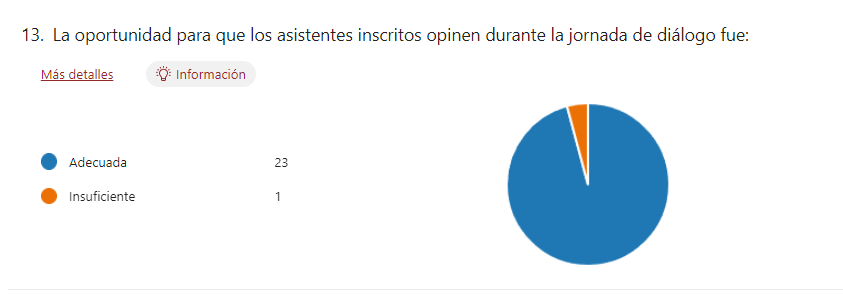 13. La oportunidad para que los asistentes inscritos opinen durante la jornada de diálogo fue:
Más detalles Información
Adecuada 23
Insuficiente 1